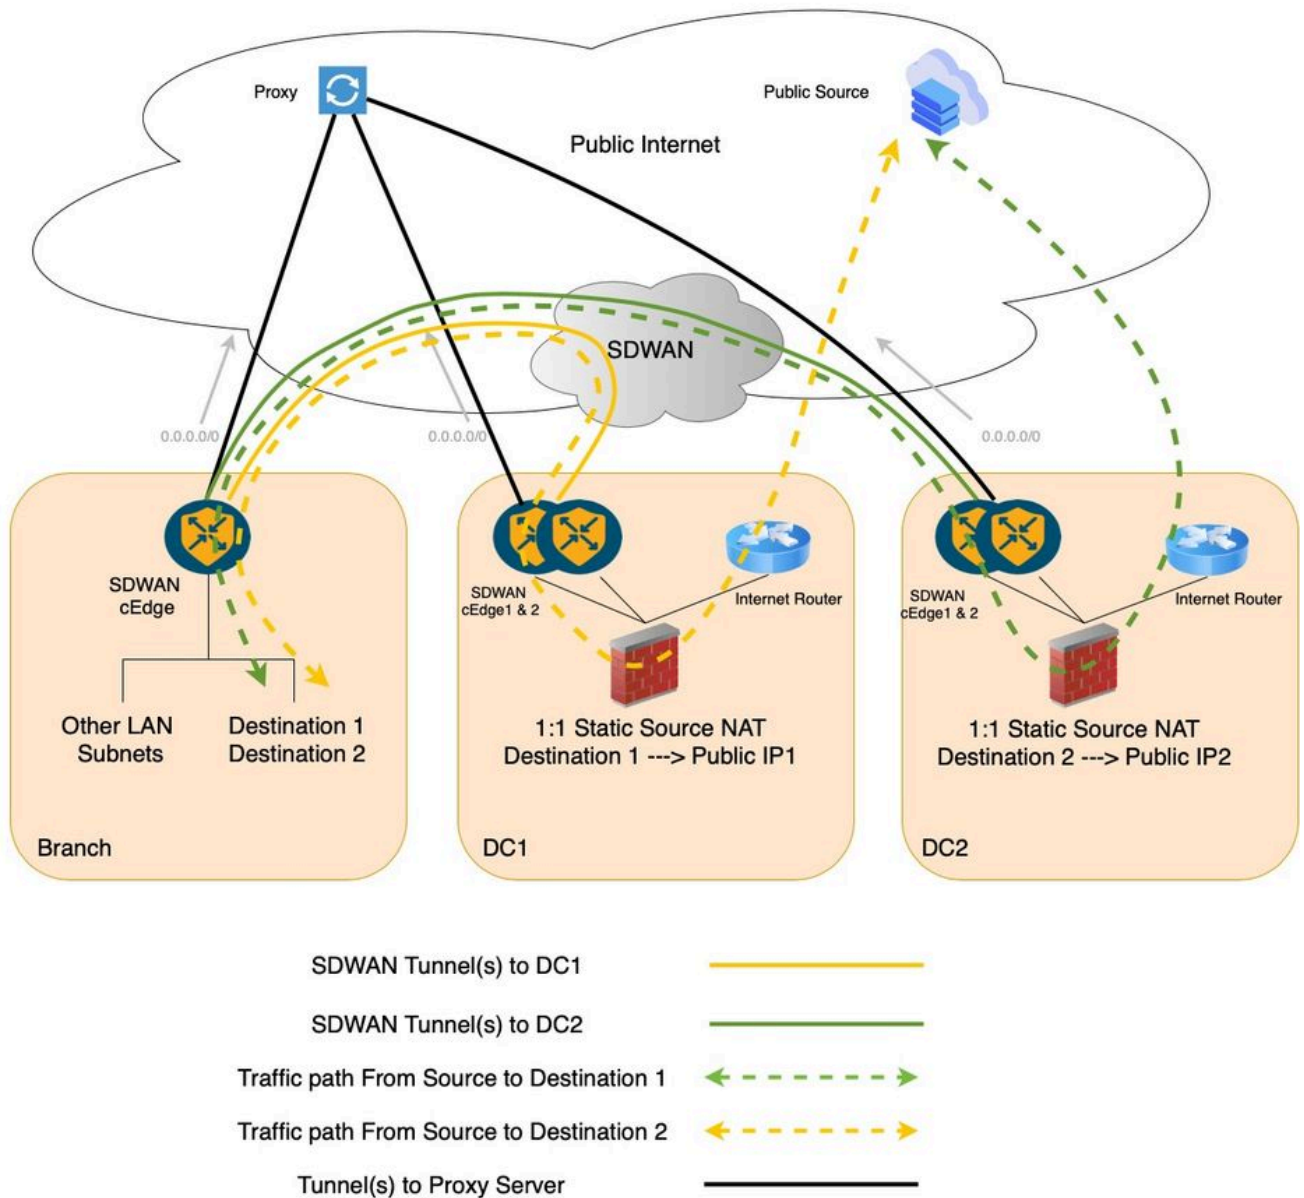 Proxy
Public Source
Public Internet
SDWAN
0.0.0.0/0
0.0.0.0/0
0.0.0.0/0
SDWAN
cEdge
Other LAN
Subnets
Destination 1
Destination 2
Branch
SDWAN
cEdge1 & 2
Internet Router
1:1 Static Source NAT
Destination 1 ---> Public IP1
DC1
SDWAN
cEdge1 & 2
Internet Router
1:1 Static Source NAT
Destination 2 ---> Public IP2
DC2
SDWAN Tunnel(s) to DC1
SDWAN Tunnel(s) to DC2
Traffic path From Source to Destination 1
Traffic path From Source to Destination 2
Tunnel(s) to Proxy Server